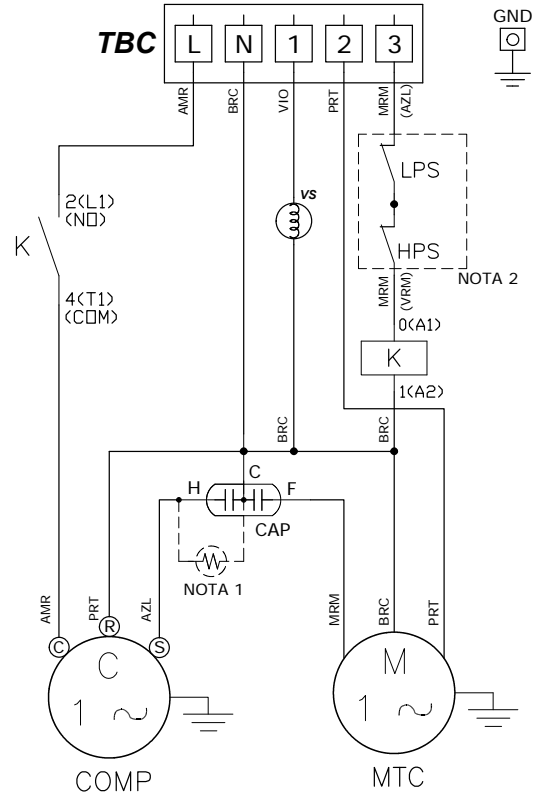 GND
TBC L N 1 2 3
AMR
BRC
VIO
PRT
MRM
(AZL)
LPS
2(L1)
(NO)
VS
K
HPS
NOTA 2
4(T1)
(COM)
MRM
(VRM)
0(A1)
K
1(A2)
BRC
BRC
C
H
F
CAP
NOTA 1
AMR
PRT
AZL
MRM
BRC
PRT
C
R
S
C
1
M
1
COMP
MTC